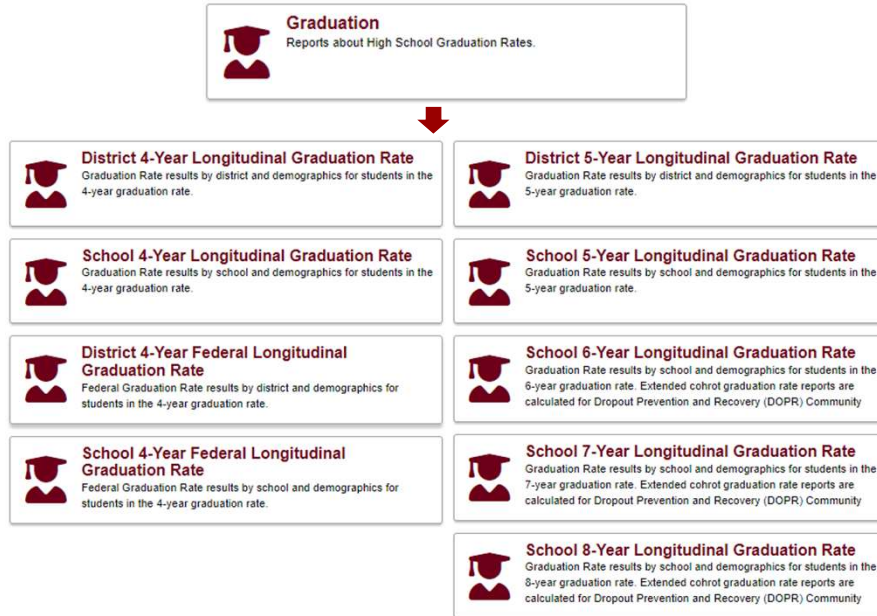 Graduation
Reports about High School Graduation Rates.
District 4-Year Longitudinal Graduation Rate
Graduation Rate results by district and demographics for students in the
4-year graduation rate.
School 4-Year Longitudinal Graduation Rate
Graduation Rate results by school and demographics for students in the
4-year graduation rate.
District 4-Year Federal Longitudinal
Graduation Rate
Federal Graduation Rate results by district and demographics for
students in the 4-year graduation rate.
School 4-Year Federal Longitudinal
Graduation Rate
Federal Graduation Rate results by school and demographics for
students in the 4-year graduation rate.
District 5-Year Longitudinal Graduation Rate
Graduation Rate results by district and demographics for students in the
5-year graduation rate.
School 5-Year Longitudinal Graduation Rate
Graduation Rate results by school and demographics for students in the
5-year graduation rate.
School 6-Year Longitudinal Graduation Rate
Graduation Rate results by school and demographics for students in the
6-year graduation rate. Extended cohrot graduation rate reports are
calculated for Dropout Prevention and Recovery (DOPR) Community
School 7-Year Longitudinal Graduation Rate
Graduation Rate results by school and demographics for students in the
7-year graduation rate. Extended cohrot graduation rate reports are
calculated for Dropout Prevention and Recovery (DOPR) Community
School 8-Year Longitudinal Graduation Rate
Graduation Rate results by school and demographics for students in the
8-year graduation rate. Extended cohrot graduation rate reports are
calculated for Dropout Prevention and Recovery (DOPR) Community